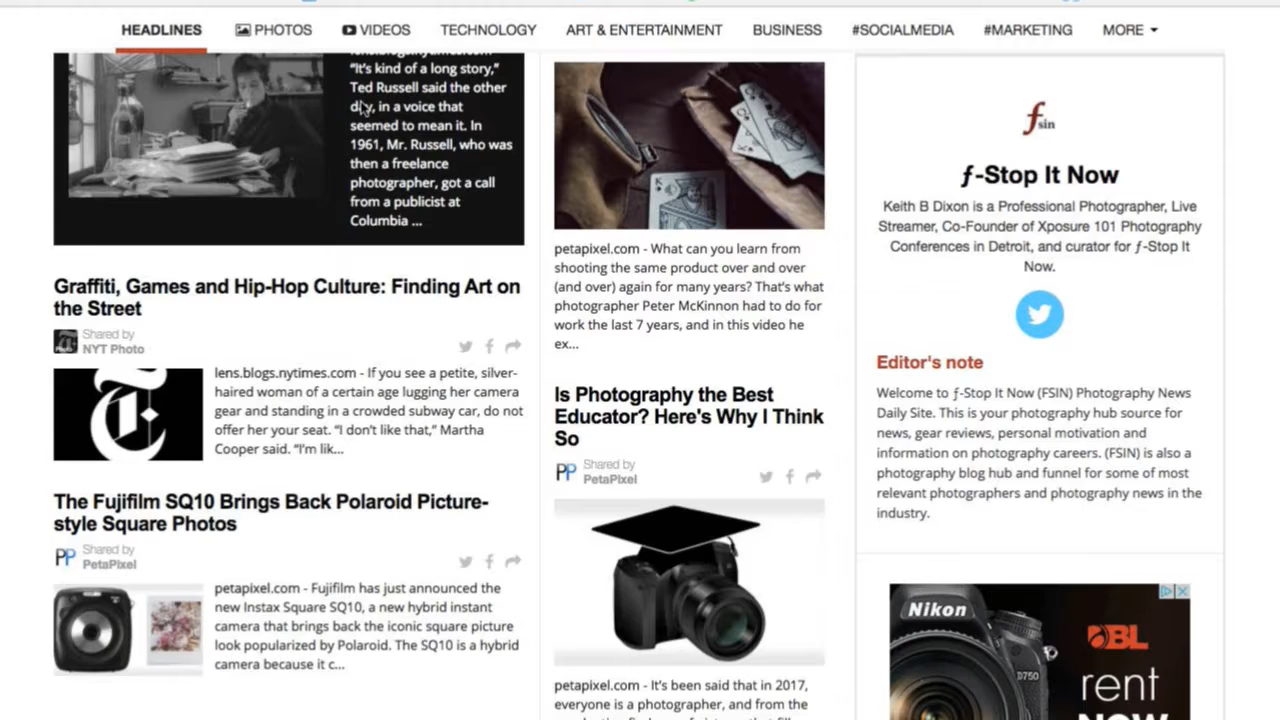 HEADLINES PHOTOS VIDEOS TECHNOLOGY ART & ENTERTAINMENT BUSINESS #SOCIALMEDIA #MARKETING MORE
“It’s kind of a long story,”
Ted Russell said the other
day, in a voice that
seemed to mean it. In
1961, Mr. Russell, who was
then a freelance
photographer, got a call
from a publicist at
Columbia ...
Graffiti, Games and Hip-Hop Culture: Finding Art on
the Street
Shared by
NYT Photo
lens.blogs.nytimes.com - If you see a petite, silver-
haired woman of a certain age lugging her camera
gear and standing in a crowded subway car, do not
offer her your seat. “I don’t like that,” Martha
Cooper said. “I’m lik...
The Fujifilm SQ10 Brings Back Polaroid Picture-
style Square Photos
PP
Shared by
PetaPixel
petapixel.com - Fujifilm has just announced the
new Instax Square SQ10, a new hybrid instant
camera that brings back the iconic square picture
look popularized by Polaroid. The SQ10 is a hybrid
camera because it c...
petapixel.com - What can you learn from
shooting the same product over and over
(and over) again for many years? That’s what
photographer Peter McKinnon had to do for
work the last 7 years, and in this video he
ex...
Is Photography the Best
Educator? Here's Why I Think
So
PP
Shared by
PetaPixel
petapixel.com - It’s been said that in 2017,
everyone is a photographer, and from the
fsin
ƒ-Stop It Now
Keith B Dixon is a Professional Photographer, Live
Streamer, Co-Founder of Xposure 101 Photography
Conferences in Detroit, and curator for ƒ-Stop It
Now.
Editor's note
Welcome to ƒ-Stop It Now (FSIN) Photography News
Daily Site. This is your photography hub source for
news, gear reviews, personal motivation and
information on photography careers. (FSIN) is also a
photography blog hub and funnel for some of most
relevant photographers and photography news in the
industry.
Nikon
D750
BL
rent
NOW